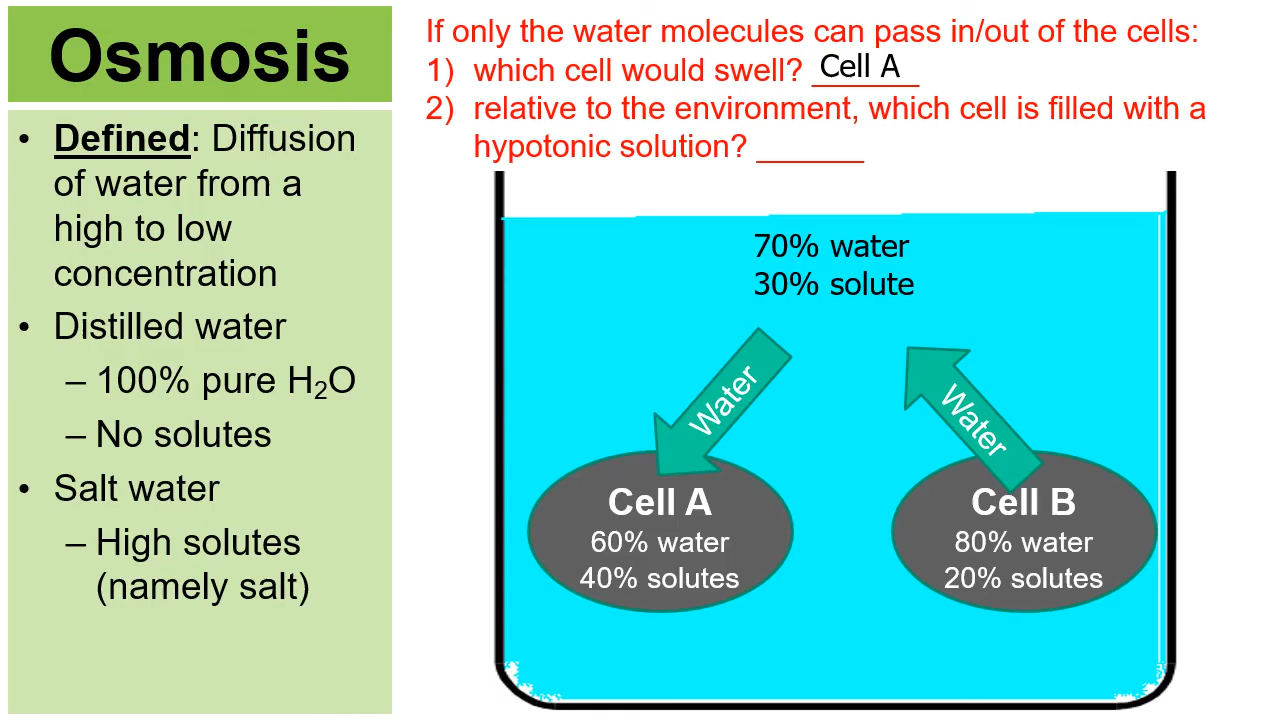 Osmosis
• Defined: Diffusion
of water from a
high to low
concentration
• Distilled water
– 100% pure H₂O
– No solutes
• Salt water
– High solutes
(namely salt)
If only the water molecules can pass in/out of the cells:
1) which cell would swell? Cell A
2) relative to the environment, which cell is filled with a
hypotonic solution? ______
70% water
30% solute
Water
Water
Cell A
60% water
40% solutes
Cell B
80% water
20% solutes